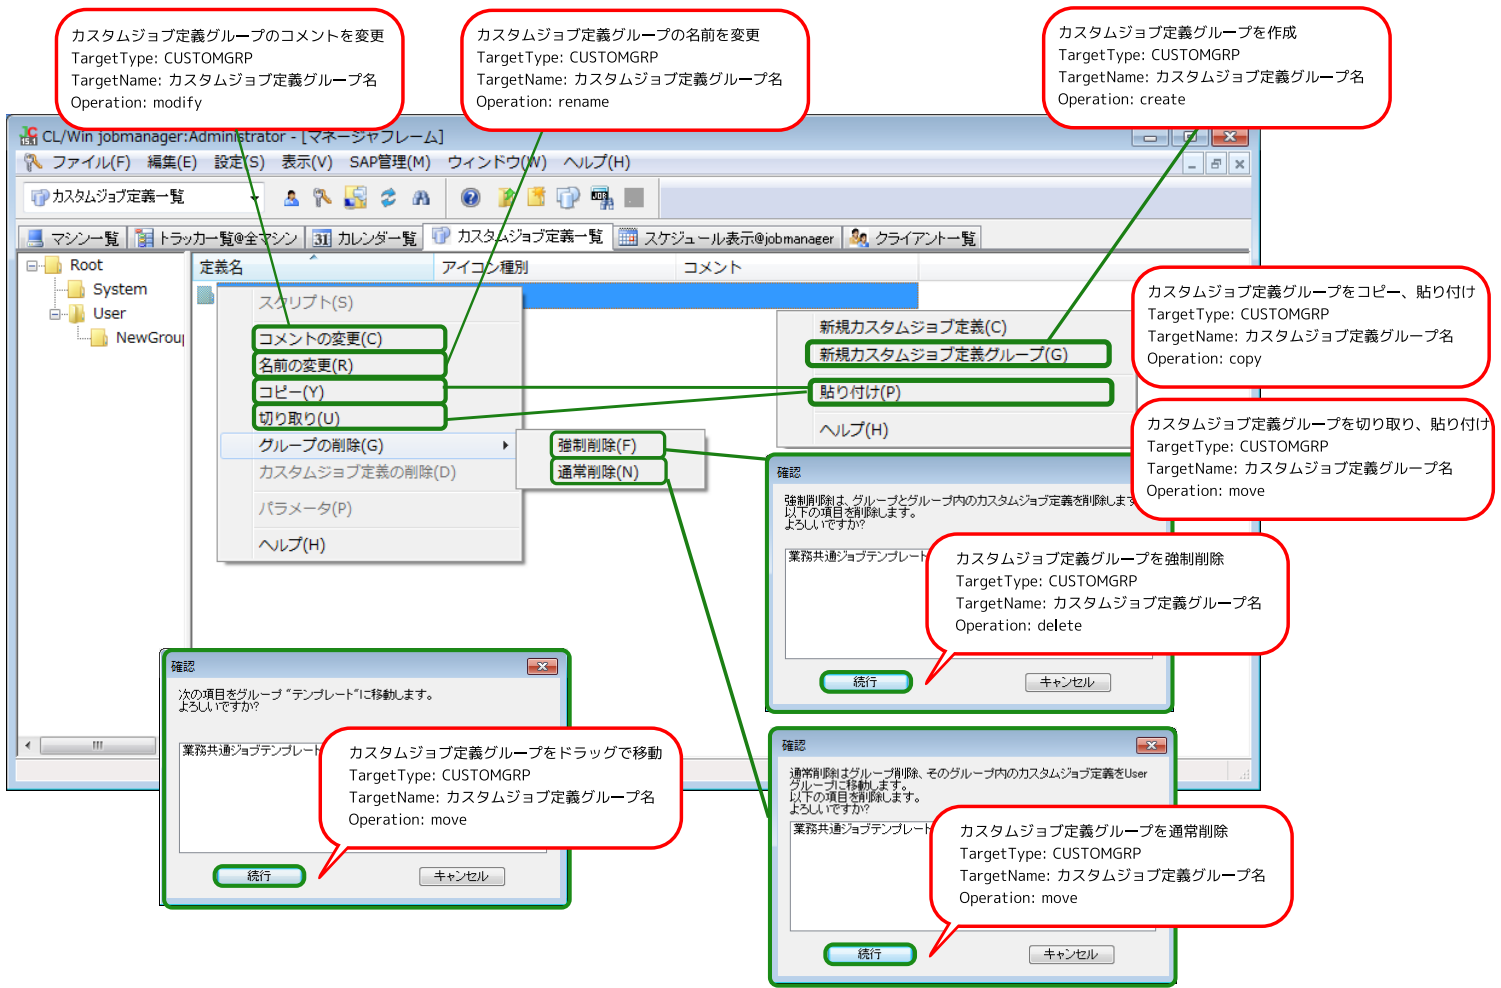 カスタムジョブ定義グループのコメントを変更
TargetType: CUSTOMGRP
TargetName: カスタムジョブ定義グループ名
Operation: modify
カスタムジョブ定義グループの名前を変更
TargetType: CUSTOMGRP
TargetName: カスタムジョブ定義グループ名
Operation: rename
カスタムジョブ定義グループを作成
TargetType: CUSTOMGRP
TargetName: カスタムジョブ定義グループ名
Operation: create
CL/Win jobmanager:Administrator - [マネージャフレーム]
ファイル(F) 編集(E) 設定(S) 表示(V) SAP管理(M) ウィンドウ(W) ヘルプ(H)
カスタムジョブ定義一覧
マシン一覧 トラッカ一覧@全マシン 31 カレンダ一覧 カスタムジョブ定義一覧 スケジュール表示@jobmanager クライアント一覧
Root
System
User
NewGrou
定義名 アイコン種別 コメント
スクリプト(S)
コメントの変更(C)
名前の変更(R)
コピー(Y)
切り取り(U)
グループの削除(G)
カスタムジョブ定義の削除(D)
パラメータ(P)
ヘルプ(H)
強制削除(F)
通常削除(N)
新規カスタムジョブ定義(C)
新規カスタムジョブ定義グループ(G)
貼り付け(P)
ヘルプ(H)
カスタムジョブ定義グループをコピー、貼り付け
TargetType: CUSTOMGRP
TargetName: カスタムジョブ定義グループ名
Operation: copy
カスタムジョブ定義グループを切り取り、貼り付け
TargetType: CUSTOMGRP
TargetName: カスタムジョブ定義グループ名
Operation: move
確認
強制削除は、グループとグループ内のカスタムジョブ定義を削除します
以下の項目を削除します。
よろしいですか?
業務共通ジョブテンプレート
続行 キャンセル
カスタムジョブ定義グループを強制削除
TargetType: CUSTOMGRP
TargetName: カスタムジョブ定義グループ名
Operation: delete
確認
次の項目をグループ "テンプレート"に移動します。
よろしいですか?
業務共通ジョブテンプレート
続行 キャンセル
カスタムジョブ定義グループをドラッグで移動
TargetType: CUSTOMGRP
TargetName: カスタムジョブ定義グループ名
Operation: move
確認
通常削除はグループ削除、そのグループ内のカスタムジョブ定義をUser
グループに移動します。
以下の項目を削除します。
よろしいですか?
業務共通ジョブテンプレート
続行 キャンセル
カスタムジョブ定義グループを通常削除
TargetType: CUSTOMGRP
TargetName: カスタムジョブ定義グループ名
Operation: move